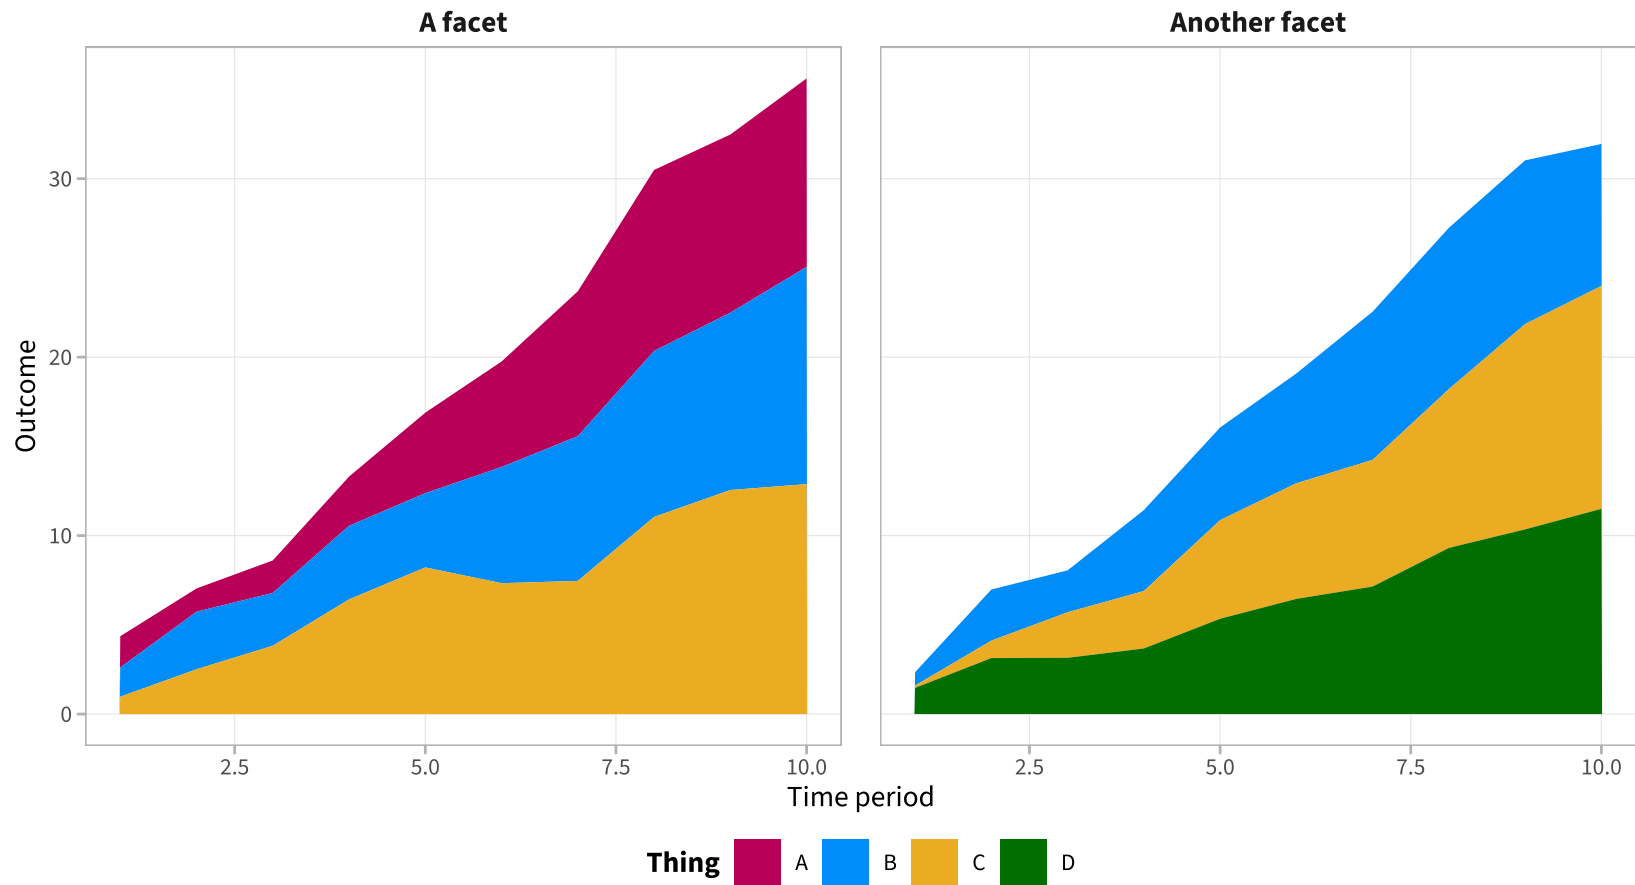 A facet
Another facet
30
20
10
0
Outcome
2.5 5.0 7.5 10.0
2.5 5.0 7.5 10.0
Time period
Thing A B C D